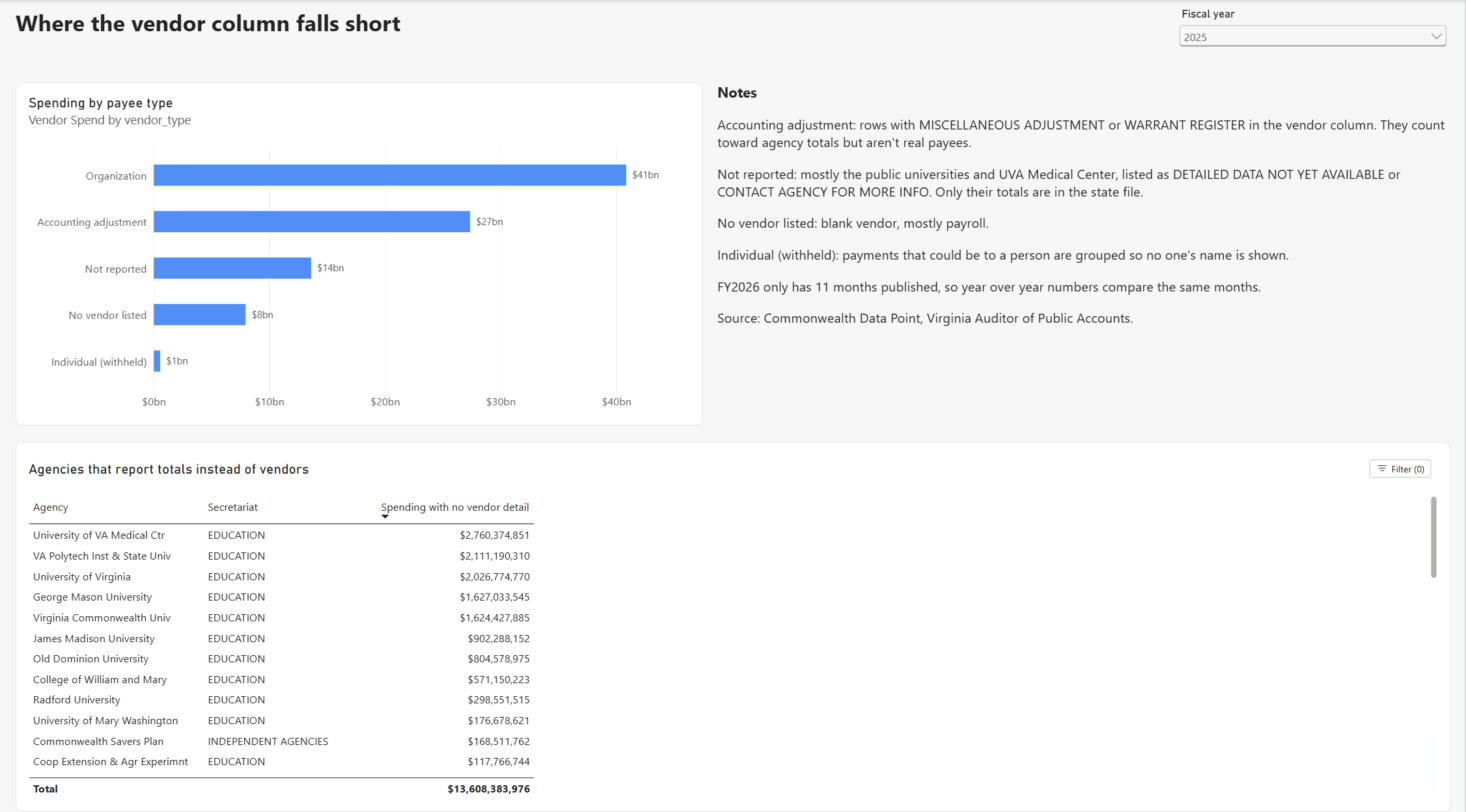 Where the vendor column falls short
Fiscal year
2025
Spending by payee type
Vendor Spend by vendor_type
Organization
$41bn
Accounting adjustment
$27bn
Not reported
$14bn
No vendor listed
$8bn
Individual (withheld)
$1bn
$0bn $10bn $20bn $30bn $40bn
Notes
Accounting adjustment: rows with MISCELLANEOUS ADJUSTMENT or WARRANT REGISTER in the vendor column. They count
toward agency totals but aren't real payees.
Not reported: mostly the public universities and UVA Medical Center, listed as DETAILED DATA NOT YET AVAILABLE or
CONTACT AGENCY FOR MORE INFO. Only their totals are in the state file.
No vendor listed: blank vendor, mostly payroll.
Individual (withheld): payments that could be to a person are grouped so no one's name is shown.
FY2026 only has 11 months published, so year over year numbers compare the same months.
Source: Commonwealth Data Point, Virginia Auditor of Public Accounts.
Agencies that report totals instead of vendors
Filter (0)
Agency Secretariat Spending with no vendor detail
University of VA Medical Ctr EDUCATION $2,760,374,851
VA Polytech Inst & State Univ EDUCATION $2,111,190,310
University of Virginia EDUCATION $2,026,774,770
George Mason University EDUCATION $1,627,033,545
Virginia Commonwealth Univ EDUCATION $1,624,427,885
James Madison University EDUCATION $902,288,152
Old Dominion University EDUCATION $804,578,975
College of William and Mary EDUCATION $571,150,223
Radford University EDUCATION $298,551,515
University of Mary Washington EDUCATION $176,678,621
Commonwealth Savers Plan INDEPENDENT AGENCIES $168,511,762
Coop Extension & Agr Experimnt EDUCATION $117,766,744
Total $13,608,383,976